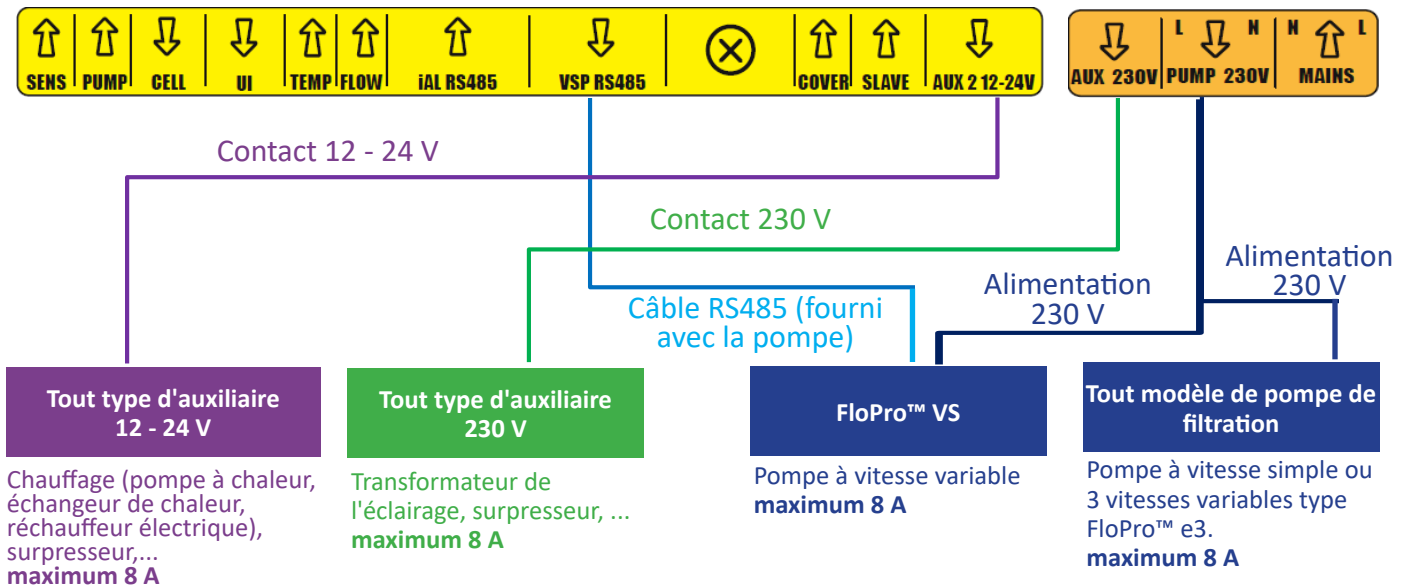 SENS PUMP CELL UI TEMP FLOW iAL RS485 VSP RS485 COVER SLAVE AUX 2 12-24V
L N N L
AUX 230V PUMP 230V MAINS
Contact 12 - 24 V
Contact 230 V
Câble RS485 (fourni
avec la pompe)
Alimentation
230 V
Alimentation
230 V
Tout type d'auxiliaire
12 - 24 V
Chauffage (pompe à chaleur,
échangeur de chaleur,
réchauffeur électrique),
surpresseur,...
maximum 8 A
Tout type d'auxiliaire
230 V
Transformateur de
l'éclairage, surpresseur, ...
maximum 8 A
FloPro™ VS
Pompe à vitesse variable
maximum 8 A
Tout modèle de pompe de
filtration
Pompe à vitesse simple ou
3 vitesses variables type
FloPro™ e3.
maximum 8 A